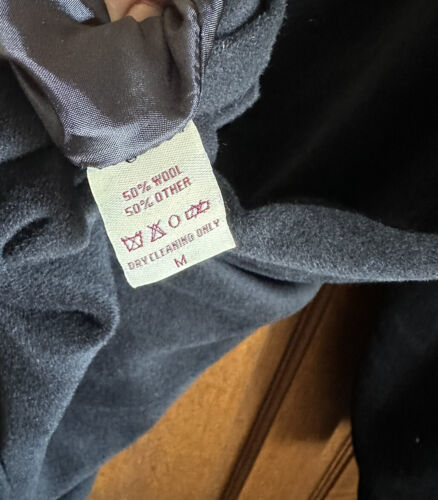 50% WOOL
50% OTHER
DRY CLEANING ONLY
M